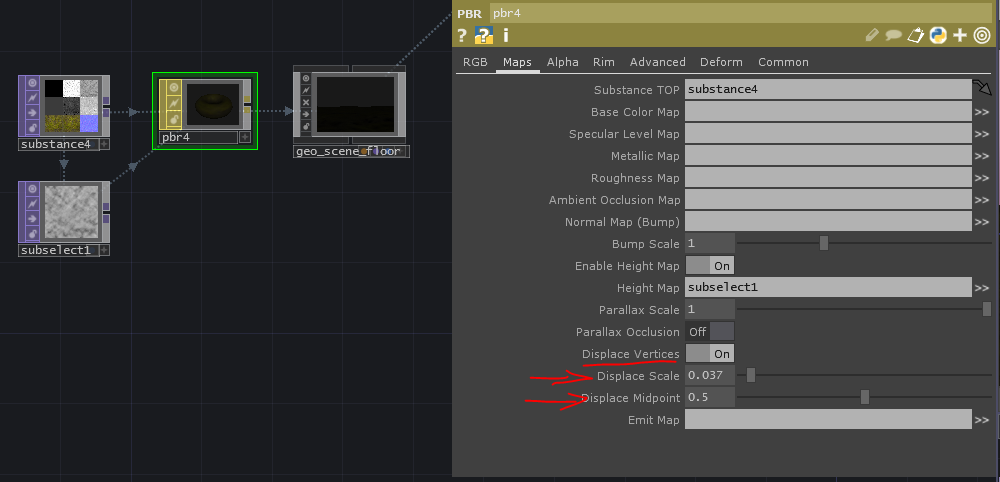 PBR pbr4
? ? i
RGB Maps Alpha Rim Advanced Deform Common
Substance TOP substance4
Base Color Map >>
Specular Level Map >>
Metallic Map >>
Roughness Map >>
Ambient Occlusion Map >>
Normal Map (Bump) >>
Bump Scale 1
Enable Height Map On
Height Map subselect1 >>
Parallax Scale 1
Parallax Occlusion Off
Displace Vertices On
Displace Scale 0.037
Displace Midpoint 0.5
Emit Map >>
substance4
pbr4
geo_scene_floor
subselect1